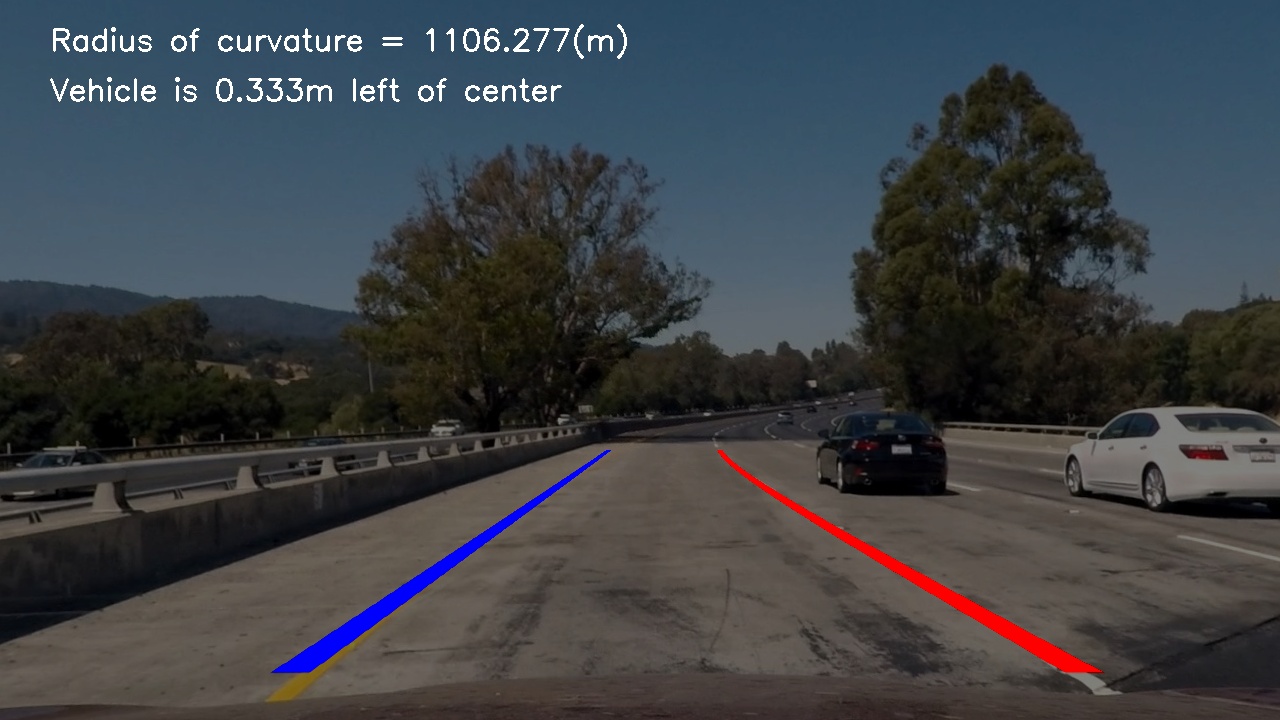 Radius of curvature = 1106.277(m)
Vehicle is 0.333m left of center